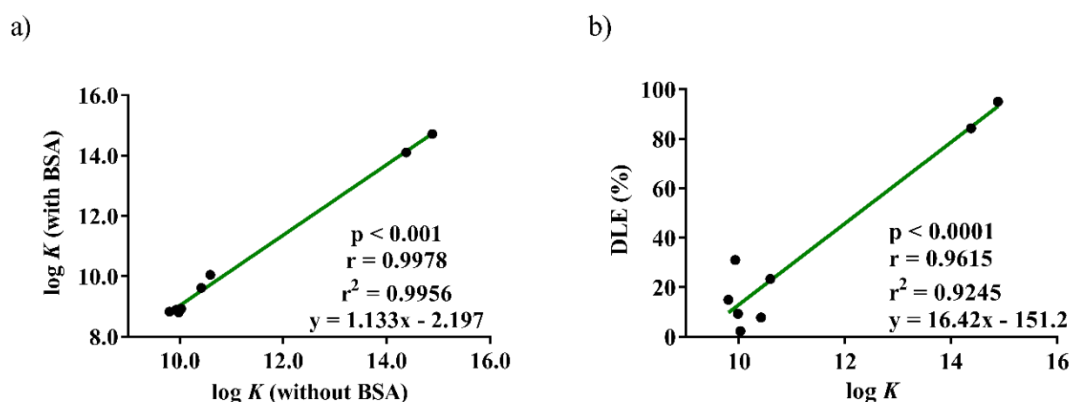 a)
16.0
14.0
12.0
10.0
8.0
log K (with BSA)
p < 0.001
r = 0.9978
r² = 0.9956
y = 1.133x - 2.197
10.0 12.0 14.0 16.0
log K (without BSA)
b)
100
80
60
40
20
0
DLE (%)
p < 0.0001
r = 0.9615
r² = 0.9245
y = 16.42x - 151.2
10 12 14 16
log K